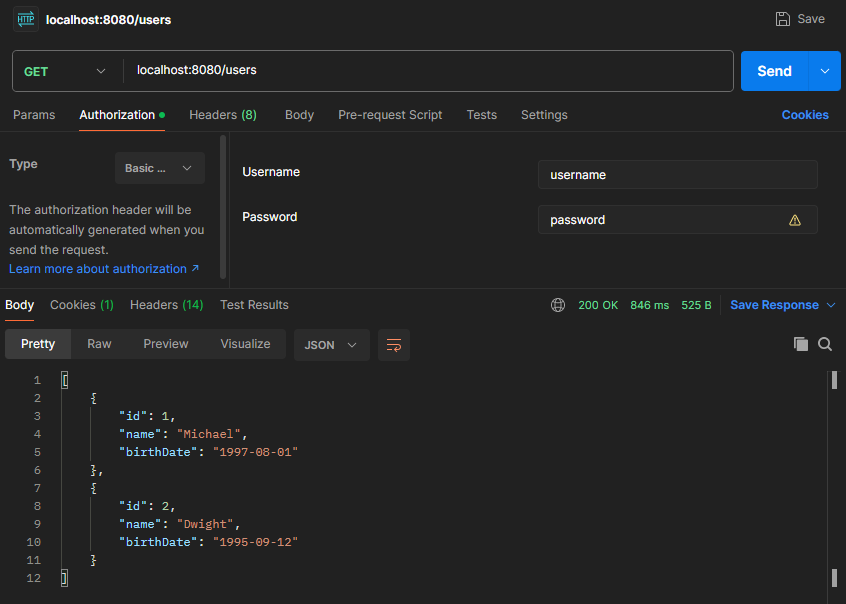 HTTP localhost:8080/users Save
GET localhost:8080/users Send
Params Authorization Headers (8) Body Pre-request Script Tests Settings Cookies
Type Basic ...
The authorization header will be
automatically generated when you
send the request.
Learn more about authorization ↗
Username username
Password password
Body Cookies (1) Headers (14) Test Results 200 OK 846 ms 525 B Save Response
Pretty Raw Preview Visualize JSON
1 [
2 {
3 "id": 1,
4 "name": "Michael",
5 "birthDate": "1997-08-01"
6 },
7 {
8 "id": 2,
9 "name": "Dwight",
10 "birthDate": "1995-09-12"
11 }
12 ]